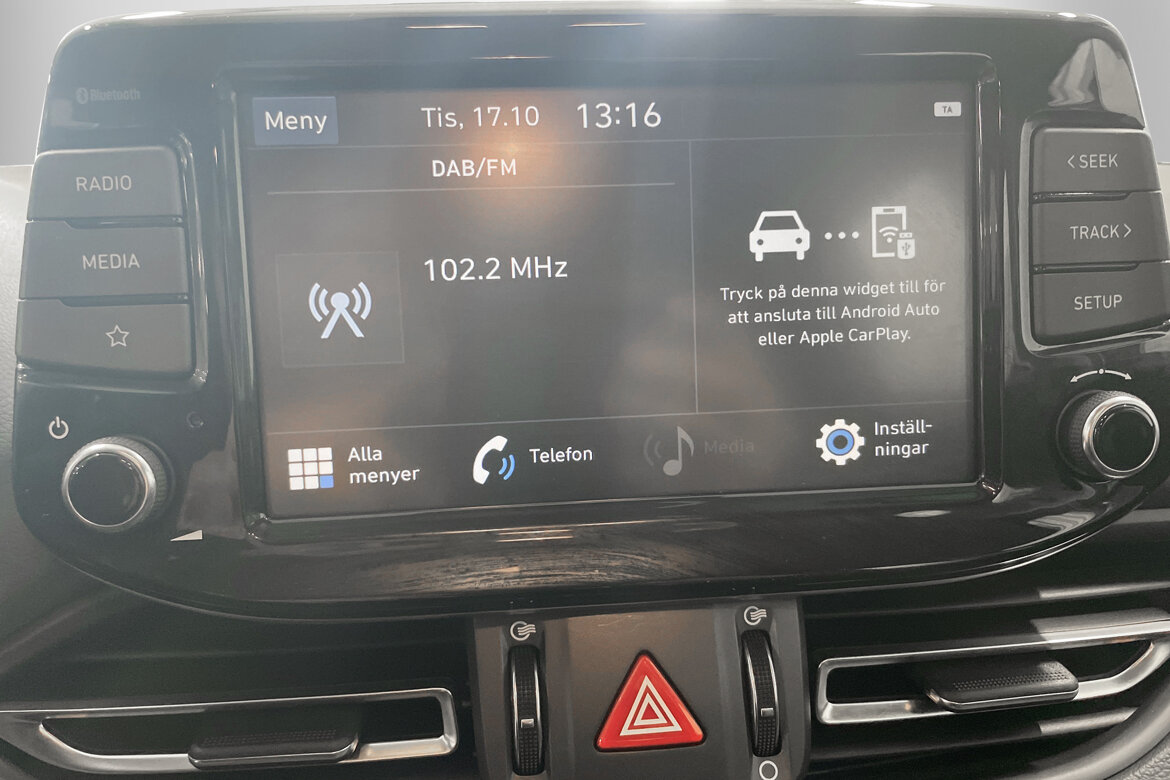 Bluetooth
RADIO
MEDIA
Meny
Tis, 17.10
13:16
TA
DAB/FM
102.2 MHz
Tryck på denna widget till för
att ansluta till Android Auto
eller Apple CarPlay.
Alla
menyer
Telefon
Media
Inställ-
ningar
< SEEK
TRACK >
SETUP